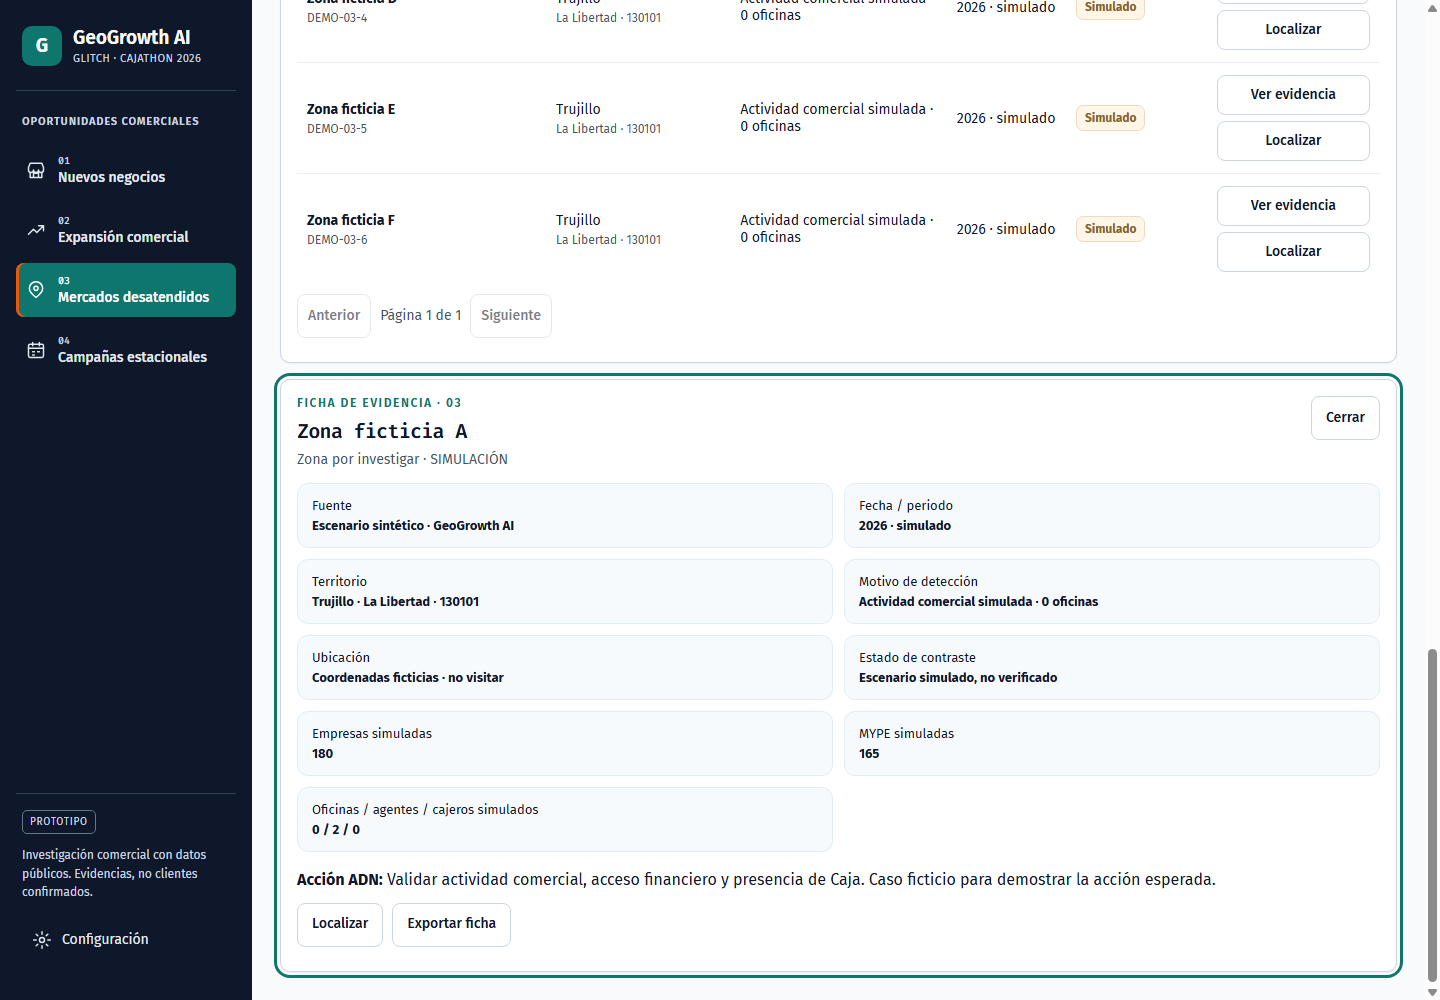 G
GeoGrowth AI
GLITCH · CAJATHON 2026
OPORTUNIDADES COMERCIALES
01
Nuevos negocios
02
Expansión comercial
03
Mercados desatendidos
04
Campañas estacionales
PROTOTIPO
Investigación comercial con datos
públicos. Evidencias, no clientes
confirmados.
Configuración
DEMO-03-4
Trujillo
La Libertad · 130101
Actividad comercial simulada ·
0 oficinas
2026 · simulado
Simulado
Localizar
Zona ficticia E
DEMO-03-5
Trujillo
La Libertad · 130101
Actividad comercial simulada ·
0 oficinas
2026 · simulado
Simulado
Ver evidencia
Localizar
Zona ficticia F
DEMO-03-6
Trujillo
La Libertad · 130101
Actividad comercial simulada ·
0 oficinas
2026 · simulado
Simulado
Ver evidencia
Localizar
Anterior
Página 1 de 1
Siguiente
FICHA DE EVIDENCIA · 03
Zona ficticia A
Zona por investigar · SIMULACIÓN
Cerrar
Fuente
Escenario sintético · GeoGrowth AI
Fecha / periodo
2026 · simulado
Territorio
Trujillo · La Libertad · 130101
Motivo de detección
Actividad comercial simulada · 0 oficinas
Ubicación
Coordenadas ficticias · no visitar
Estado de contraste
Escenario simulado, no verificado
Empresas simuladas
180
MYPE simuladas
165
Oficinas / agentes / cajeros simulados
0 / 2 / 0
Acción ADN: Validar actividad comercial, acceso financiero y presencia de Caja. Caso ficticio para demostrar la acción esperada.
Localizar
Exportar ficha